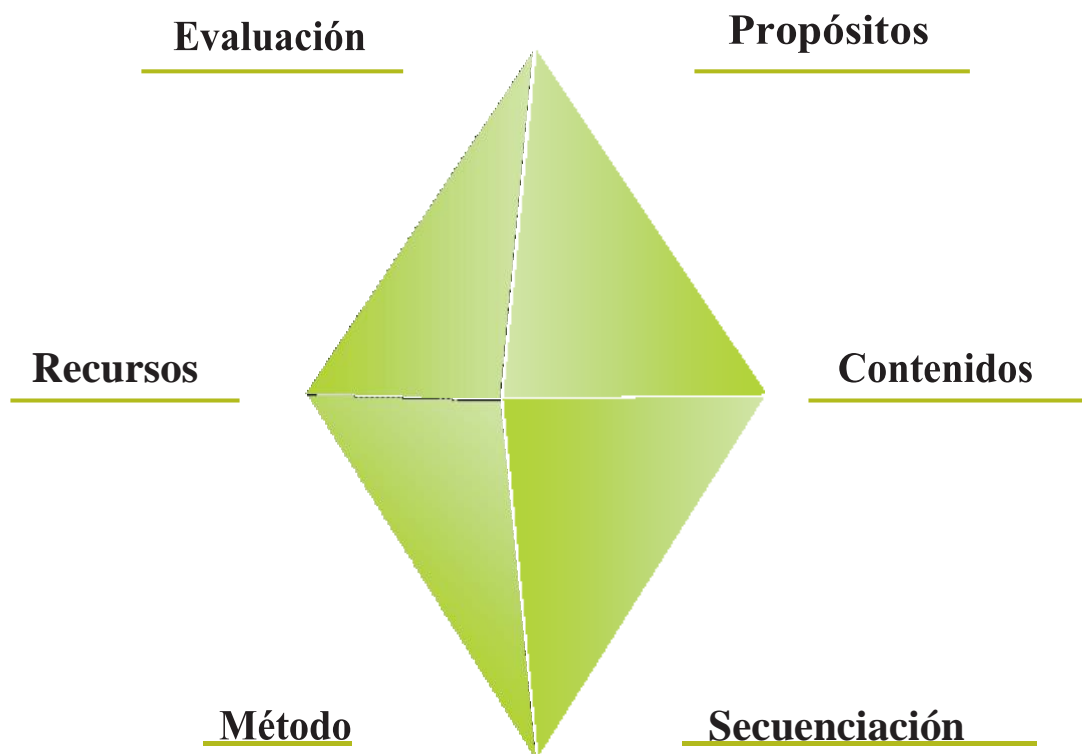 Evaluación
Propósitos
Recursos
Contenidos
Método
Secuenciación